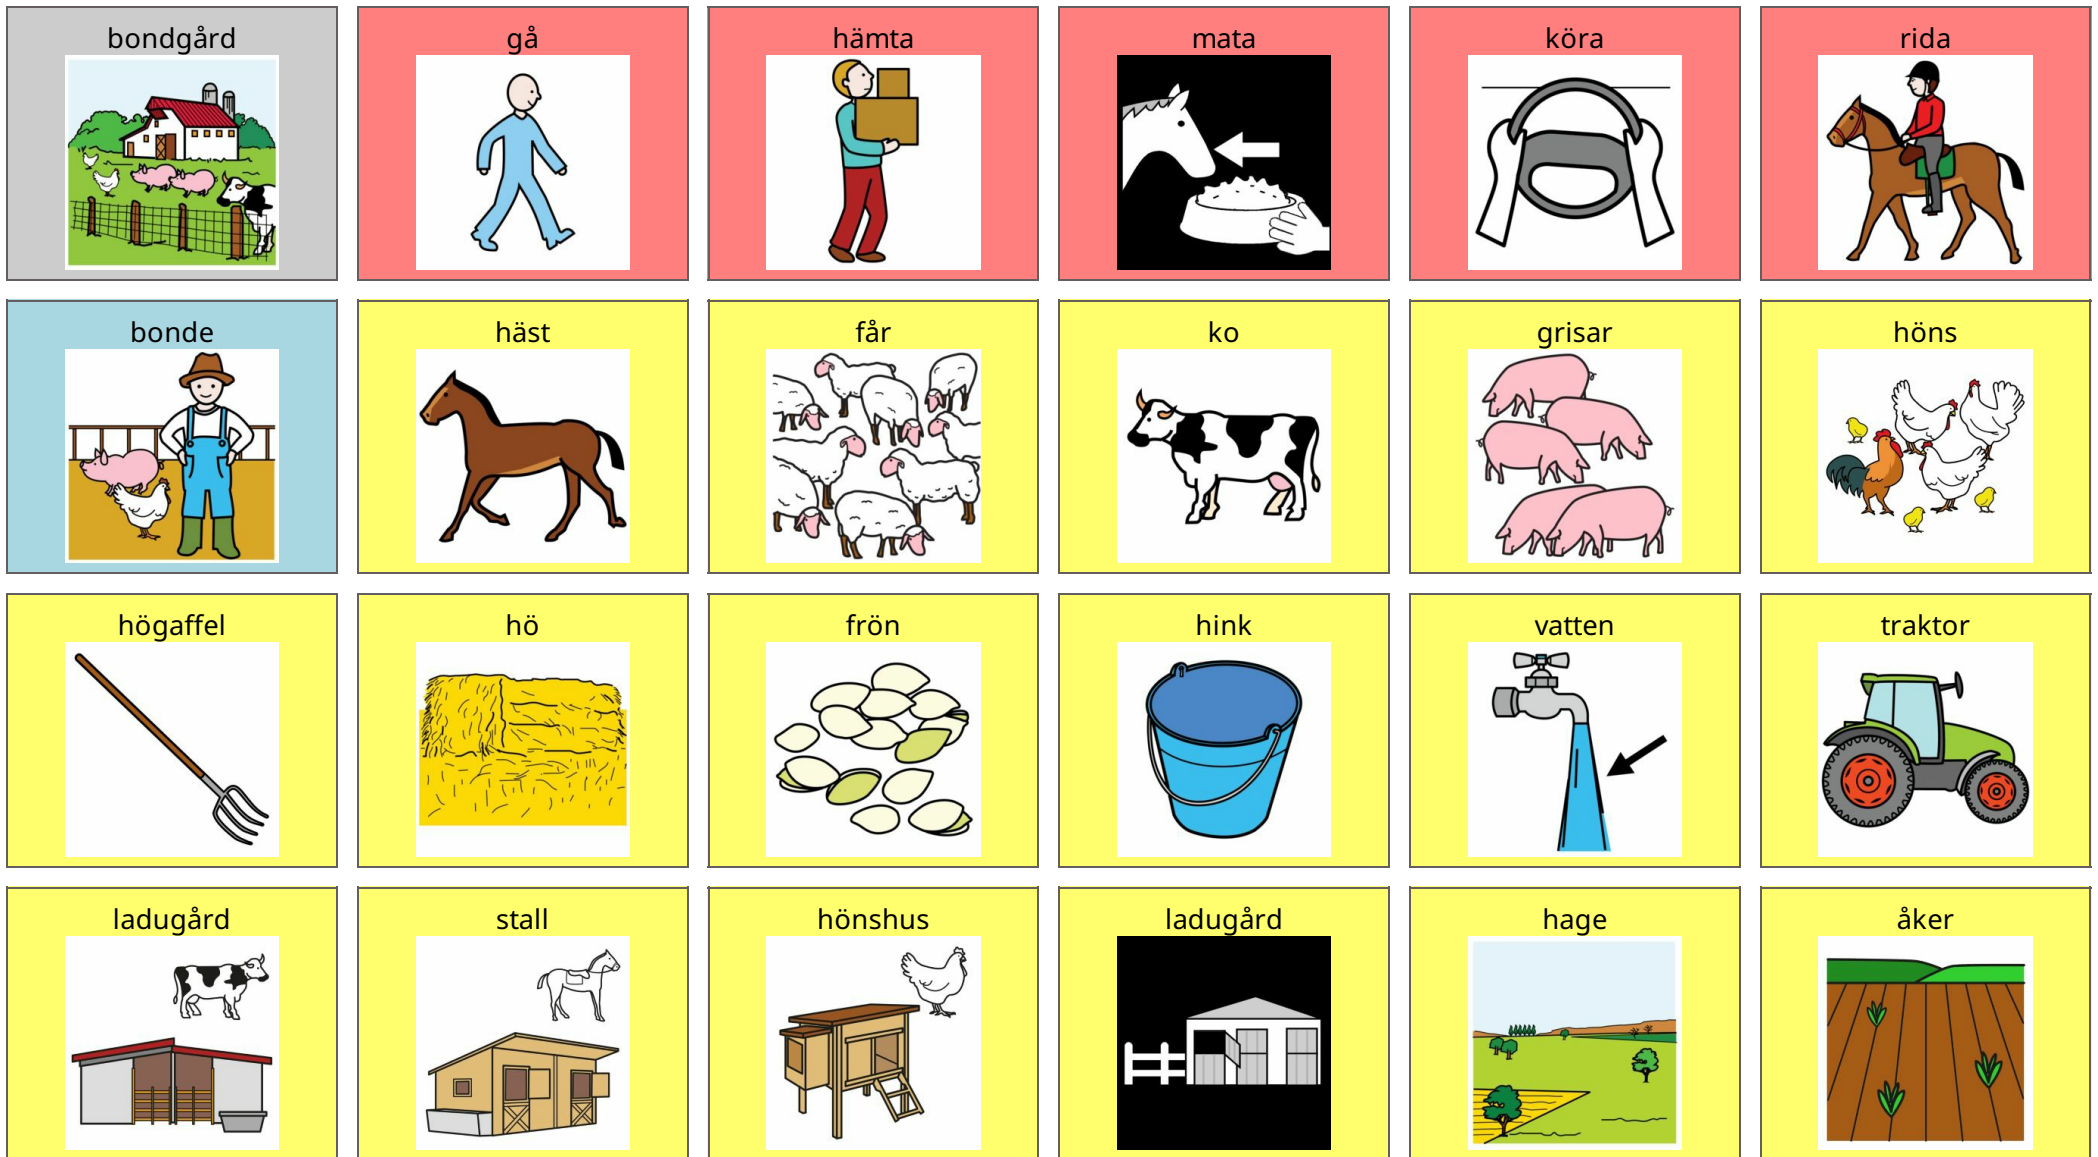 bondgård
gå
hämta
mata
köra
rida
bonde
häst
får
ko
grisar
höns
högaffel
hö
frön
hink
vatten
traktor
ladugård
stall
hönshus
ladugård
hage
åker